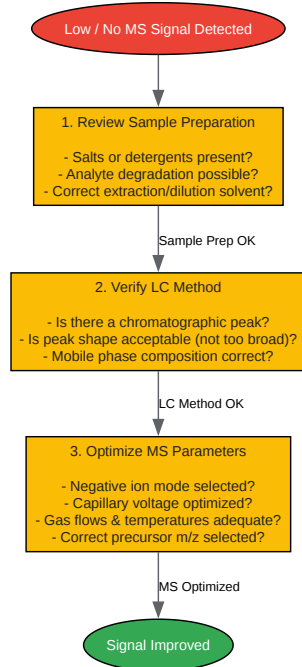 Low / No MS Signal Detected
1. Review Sample Preparation
- Salts or detergents present?
- Analyte degradation possible?
- Correct extraction/dilution solvent?
Sample Prep OK
2. Verify LC Method
- Is there a chromatographic peak?
- Is peak shape acceptable (not too broad)?
- Mobile phase composition correct?
LC Method OK
3. Optimize MS Parameters
- Negative ion mode selected?
- Capillary voltage optimized?
- Gas flows & temperatures adequate?
- Correct precursor m/z selected?
MS Optimized
Signal Improved